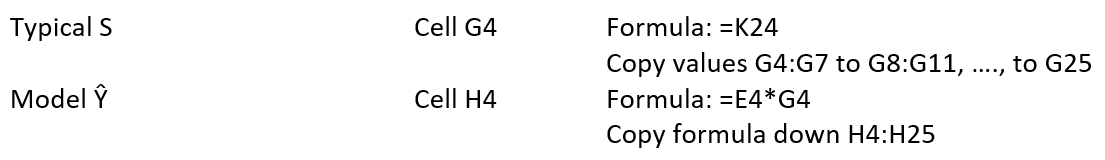 Typical S Cell G4 Formula: =K24
Copy values G4:G7 to G8:G11, …., to G25
Model Ŷ Cell H4 Formula: =E4*G4
Copy formula down H4:H25